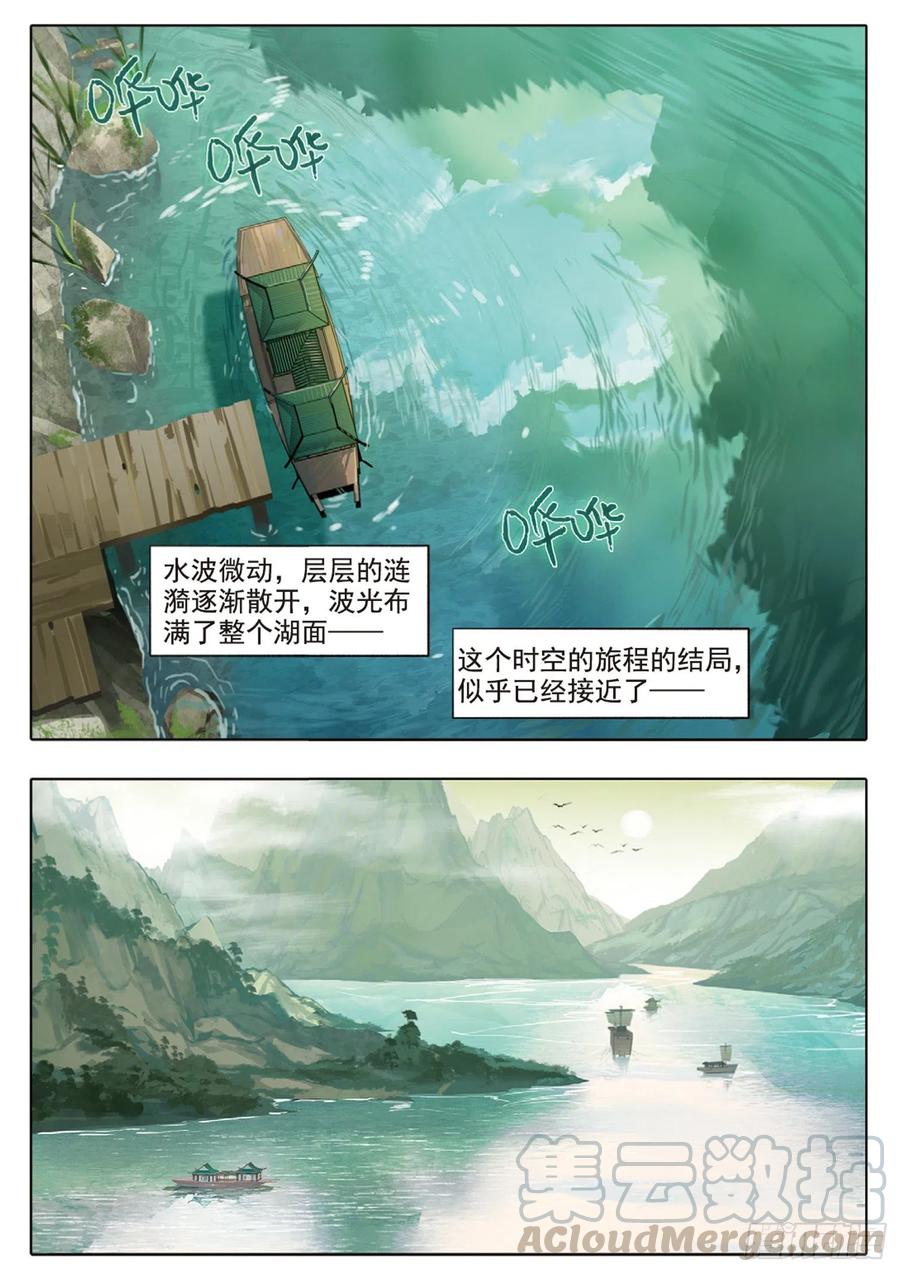 哗哗
哗哗
哗哗
水波微动，层层的涟
漪逐渐散开，波光布
满了整个湖面——
这个时空的旅程的结局，
似乎已经接近了——
集云数据
AcloudMerge.com